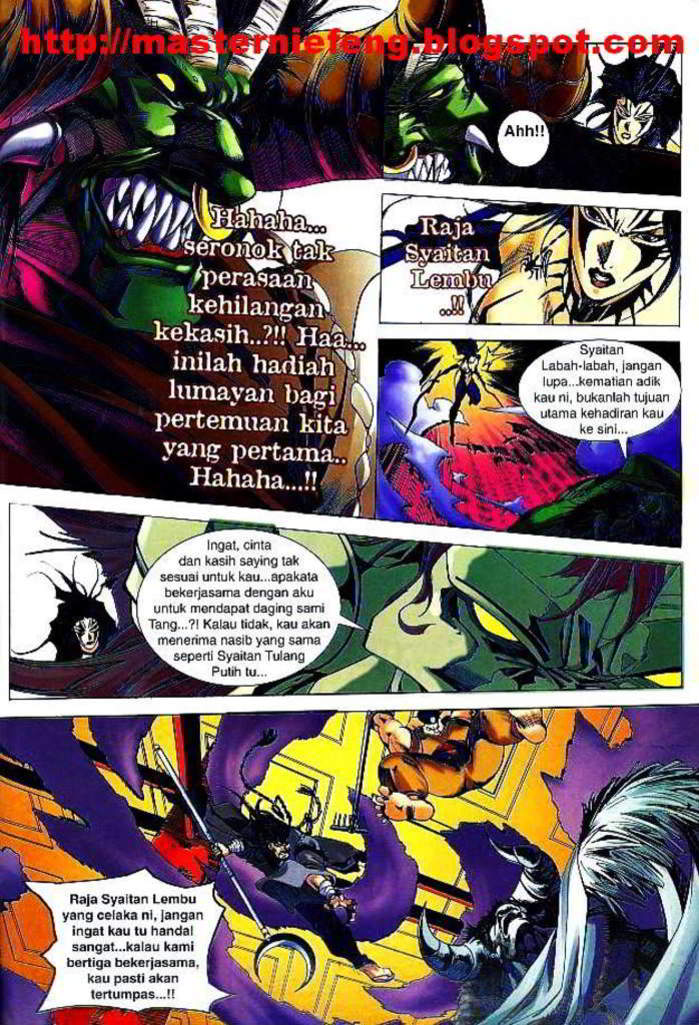 http://masterniefeng.blogspot.com
Ahh!!
Hahaha...
seronok tak
perasaan
kehilangan
kekasih..?!! Haa...
inilah hadiah
lumayan bagi
pertemuan kita
yang pertama..
Hahaha...!!
Raja
Syaitan
Lembu
..!!
Syaitan
Labah-labah, jangan
lupa...kematian adik
kau ni, bukanlah tujuan
utama kehadiran kau
ke sini...
Ingat, cinta
dan kasih saying tak
sesuai untuk kau...apakata
bekerjasama dengan aku
untuk mendapat daging sami
Tang...?! Kalau tidak, kau akan
menerima nasib yang sama
seperti Syaitan Tulang
Putih tu...
Raja Syaitan Lembu
yang celaka ni, jangan
ingat kau tu handal
sangat...kalau kami
bertiga bekerjasama,
kau pasti akan
tertumpas...!!